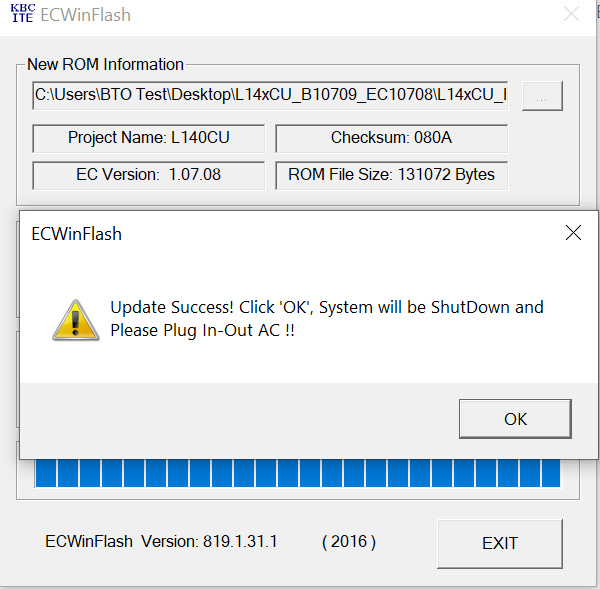 KBC
ITE ECWinFlash
New ROM Information
C:\Users\BTO Test\Desktop\L14xCU_B10709_EC10708\L14xCU_I
...
Project Name: L140CU
Checksum: 080A
EC Version: 1.07.08
ROM File Size: 131072 Bytes
ECWinFlash
Update Success! Click 'OK', System will be ShutDown and
Please Plug In-Out AC !!
OK
ECWinFlash Version: 819.1.31.1 ( 2016 )
EXIT